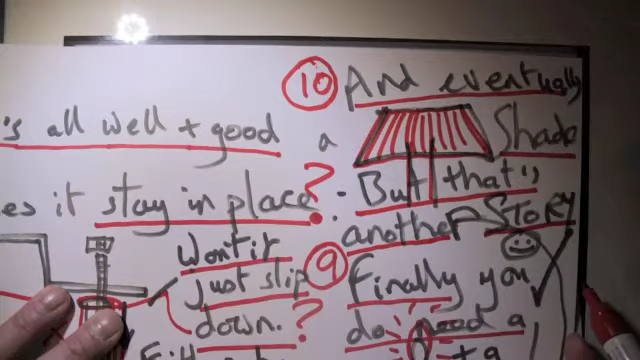 's all well + good
es it stay in place?
Wont it
just slip
down.?
10 And eventually
a Shade
. But that's
another Story
9 Finally you
do need a